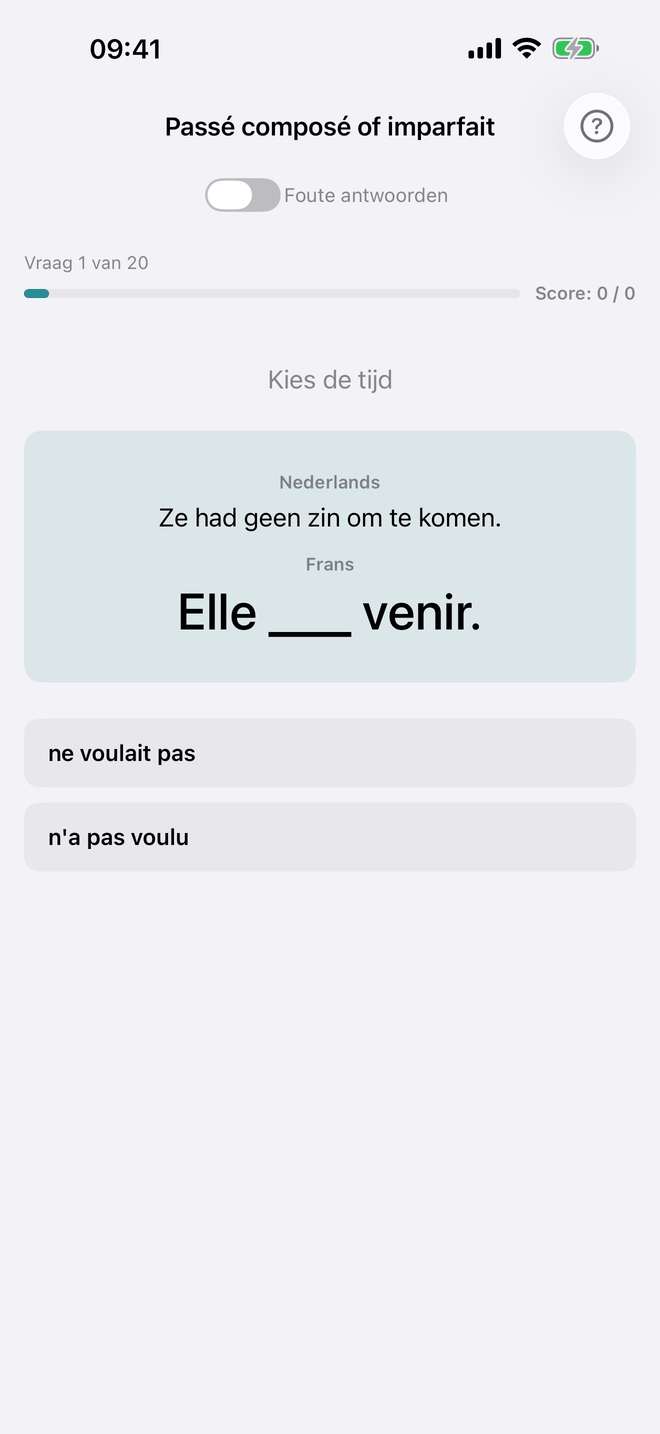 09:41
Passé composé of imparfait
?
Foute antwoorden
Vraag 1 van 20
Score: 0 / 0
Kies de tijd
Nederlands
Ze had geen zin om te komen.
Frans
Elle ____ venir.
ne voulait pas
n'a pas voulu